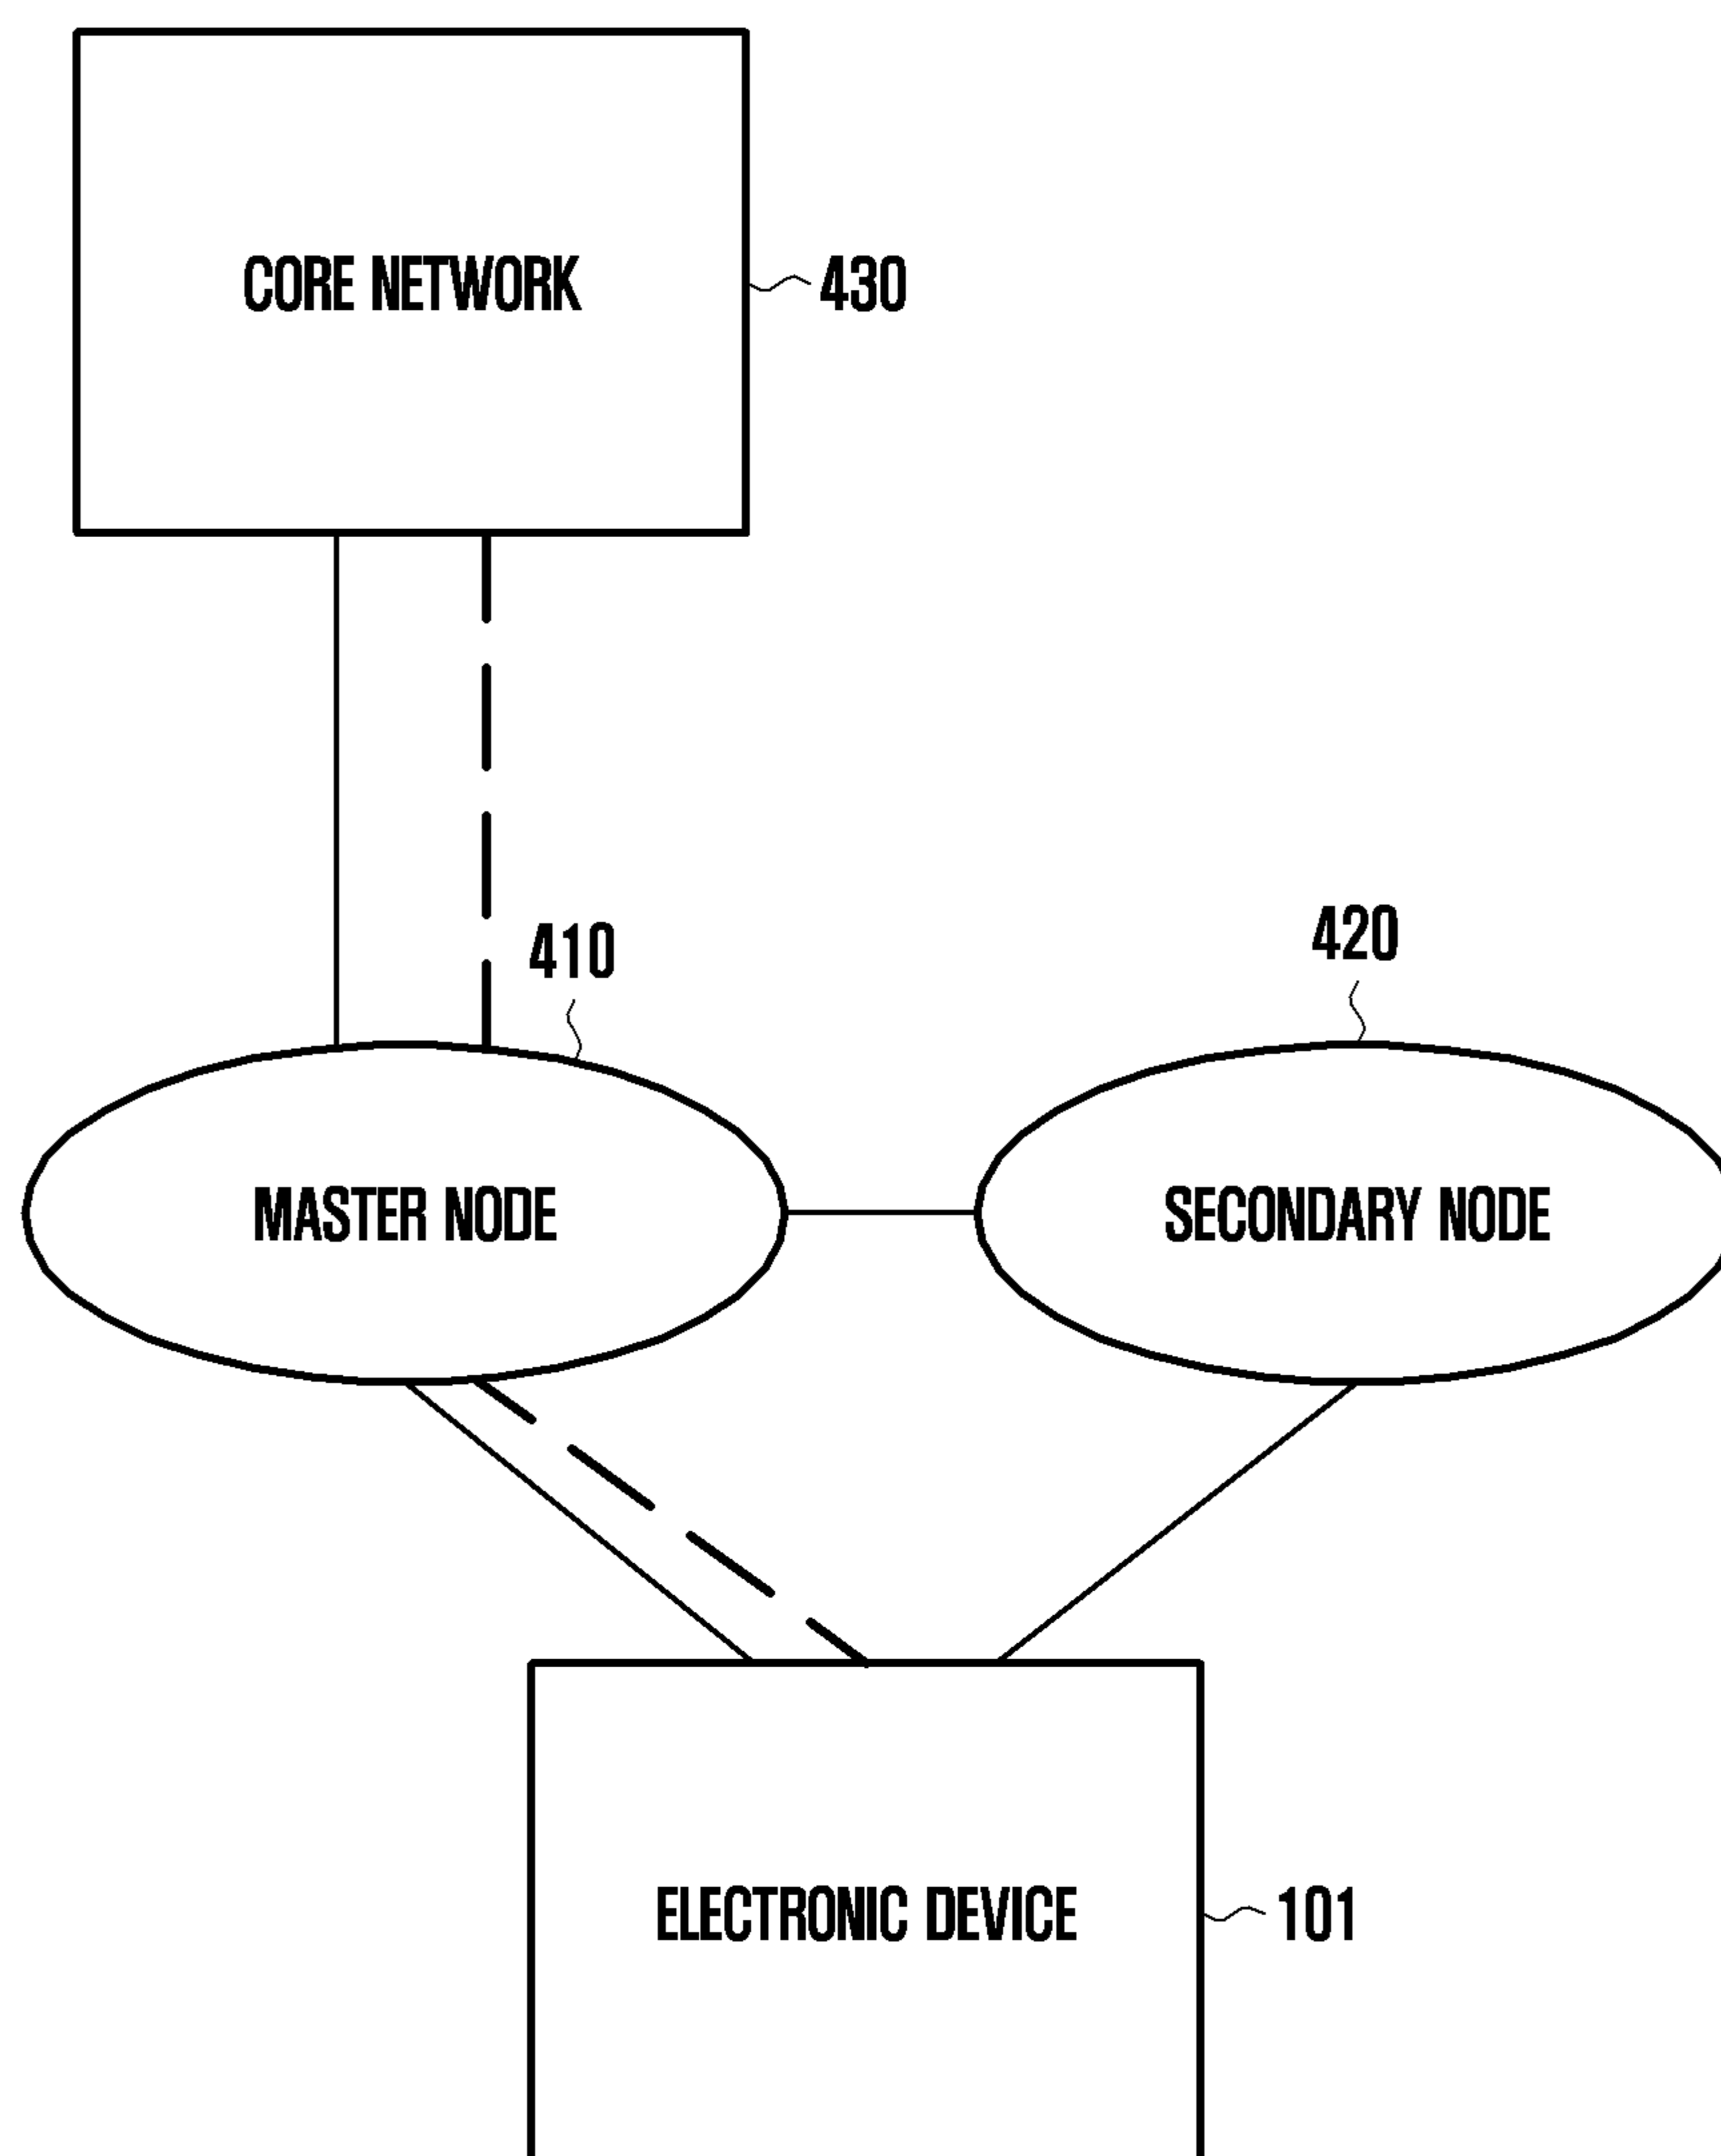 CORE NETWORK
430
410
420
MASTER NODE
SECONDARY NODE
ELECTRONIC DEVICE
101